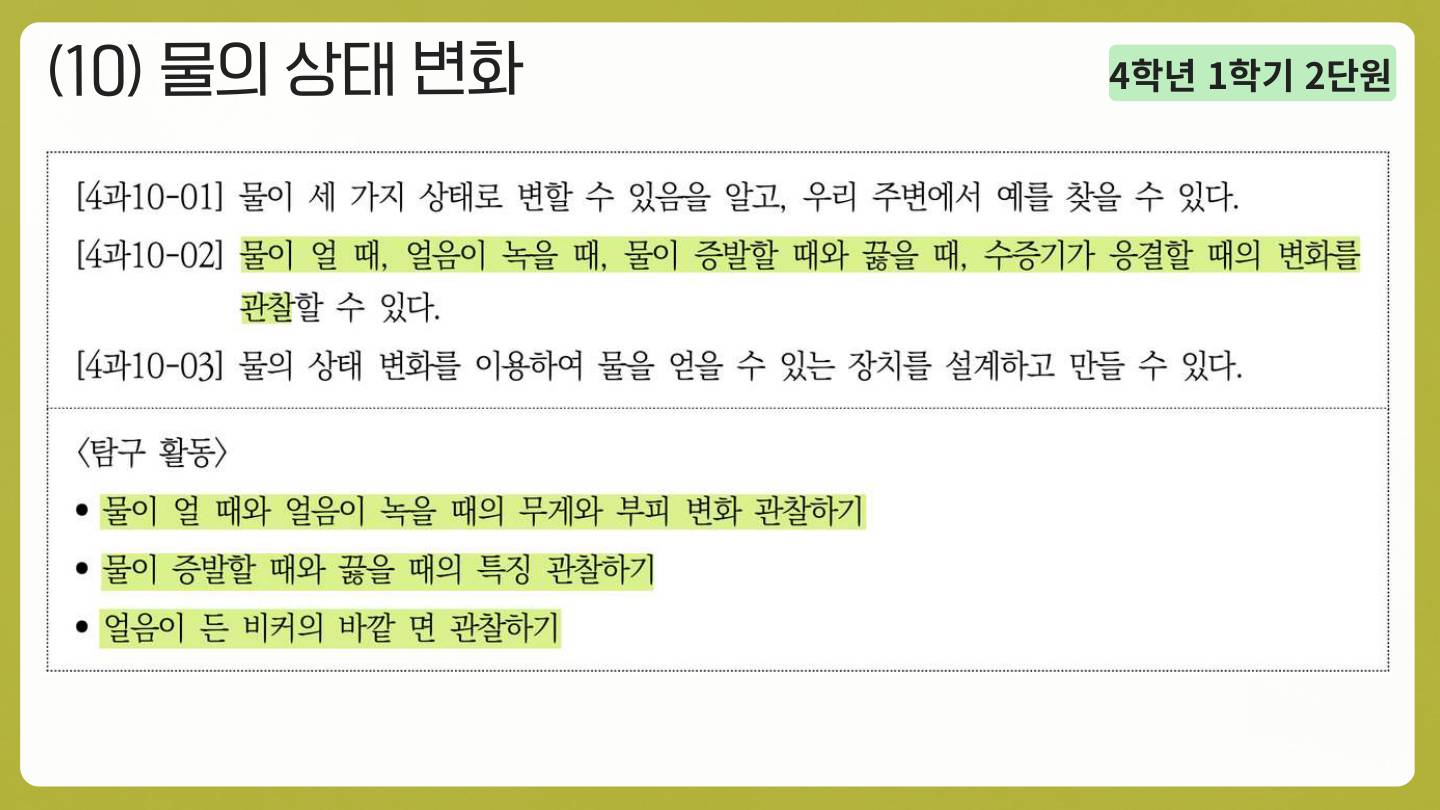 (10) 물의 상태 변화
4학년 1학기 2단원
[4과10-01] 물이 세 가지 상태로 변할 수 있음을 알고, 우리 주변에서 예를 찾을 수 있다.
[4과10-02] 물이 얼 때, 얼음이 녹을 때, 물이 증발할 때와 끓을 때, 수증기가 응결할 때의 변화를
관찰할 수 있다.
[4과10-03] 물의 상태 변화를 이용하여 물을 얻을 수 있는 장치를 설계하고 만들 수 있다.
〈탐구 활동〉
• 물이 얼 때와 얼음이 녹을 때의 무게와 부피 변화 관찰하기
• 물이 증발할 때와 끓을 때의 특징 관찰하기
• 얼음이 든 비커의 바깥 면 관찰하기